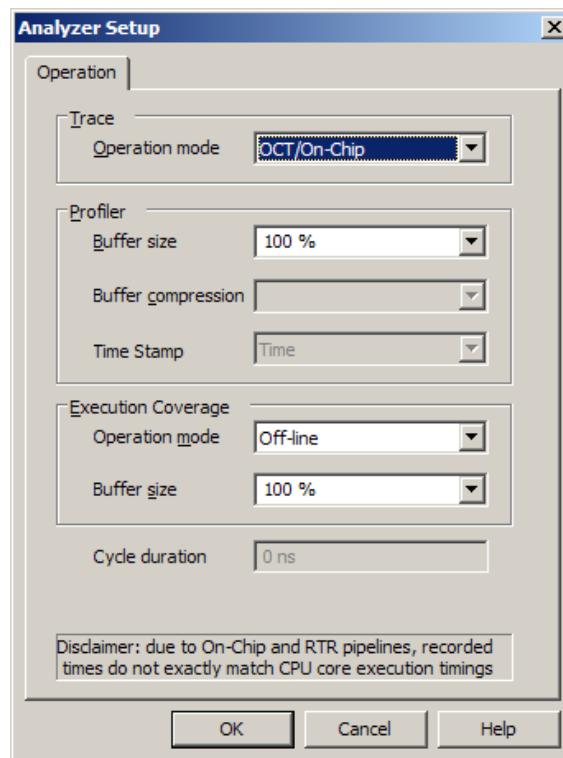 Analyzer Setup
Operation
Trace
Operation mode OCT/On-Chip
Profiler
Buffer size 100 %
Buffer compression
Time Stamp Time
Execution Coverage
Operation mode Off-line
Buffer size 100 %
Cycle duration 0 ns
Disclaimer: due to On-Chip and RTR pipelines, recorded
times do not exactly match CPU core execution timings
OK Cancel Help